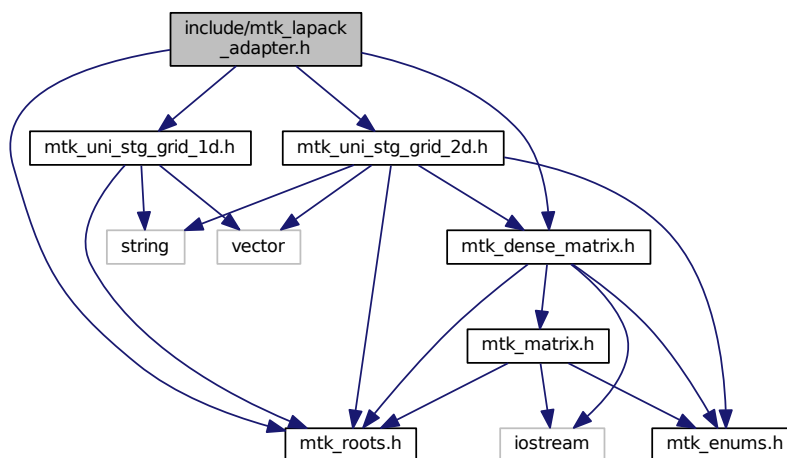 include/mtk_lapack
_adapter.h
mtk_uni_stg_grid_1d.h
mtk_uni_stg_grid_2d.h
string
vector
mtk_dense_matrix.h
mtk_matrix.h
mtk_roots.h
iostream
mtk_enums.h